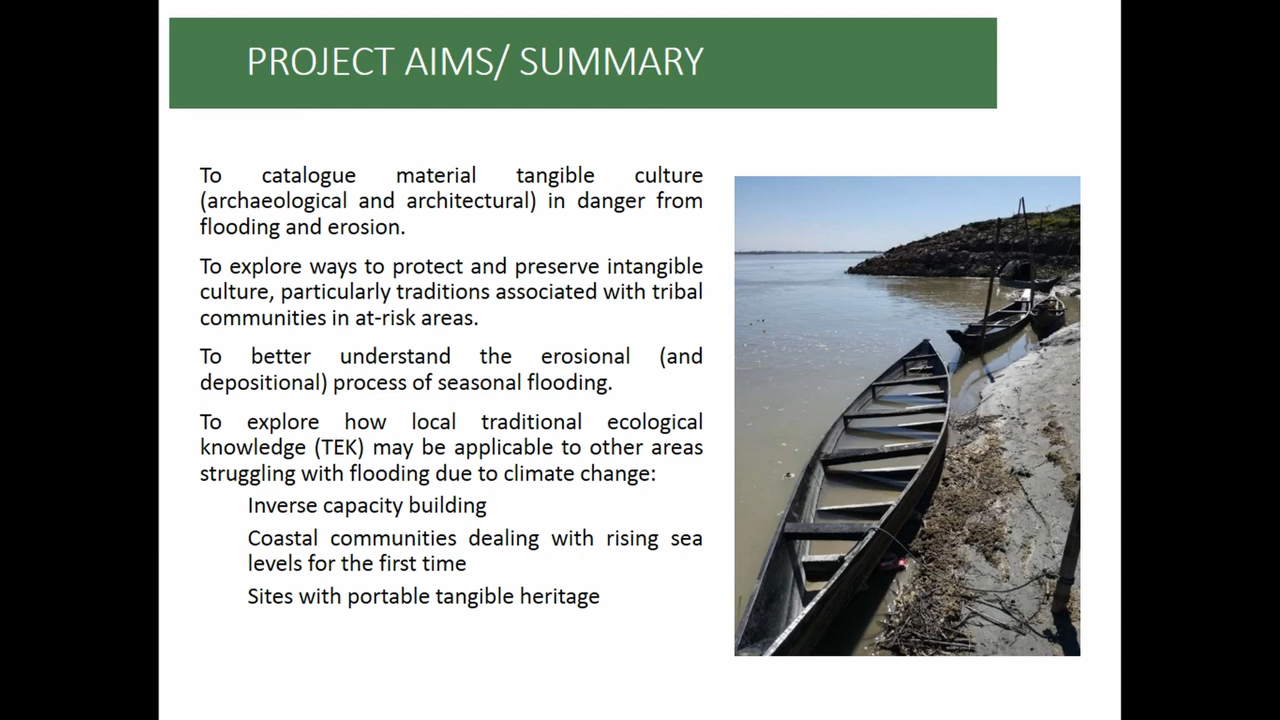 PROJECT AIMS/ SUMMARY
To catalogue material tangible culture
(archaeological and architectural) in danger from
flooding and erosion.
To explore ways to protect and preserve intangible
culture, particularly traditions associated with tribal
communities in at-risk areas.
To better understand the erosional (and
depositional) process of seasonal flooding.
To explore how local traditional ecological
knowledge (TEK) may be applicable to other areas
struggling with flooding due to climate change:
Inverse capacity building
Coastal communities dealing with rising sea
levels for the first time
Sites with portable tangible heritage